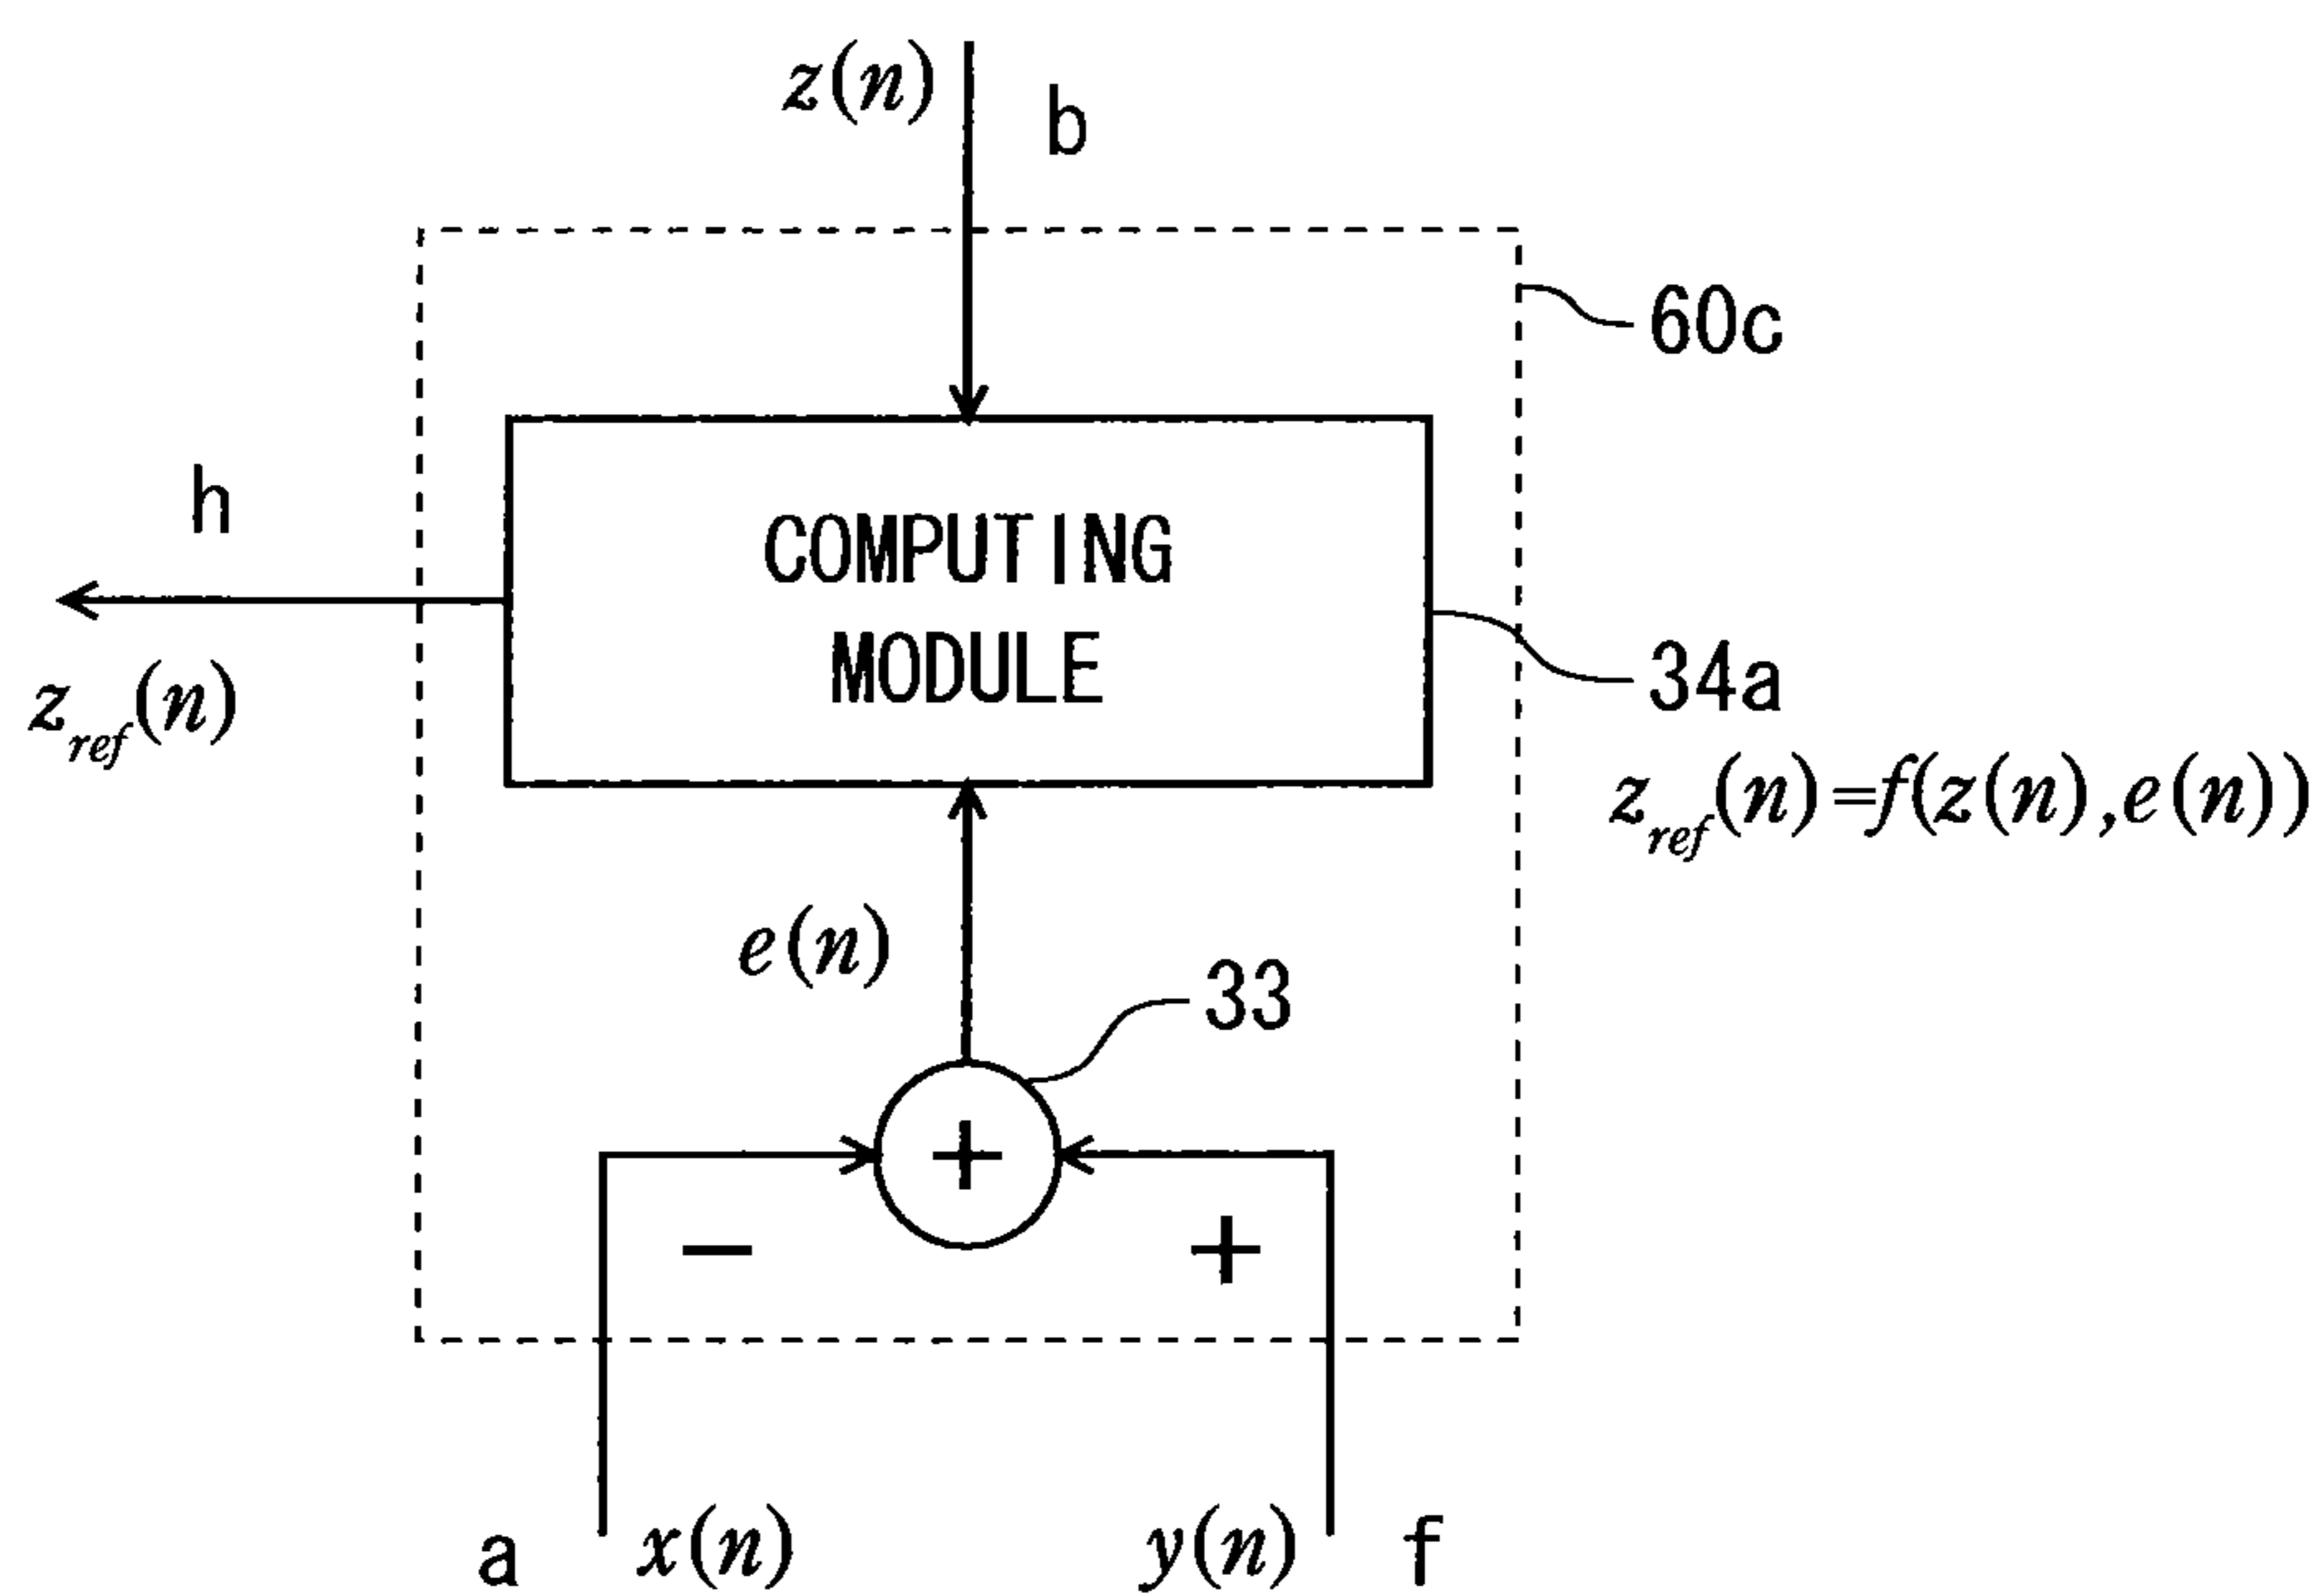 z(n)
b
60c
h
COMPUTING
MODULE
34a
z_ref(n)
z_ref(n)=f(z(n),e(n))
e(n)
33
+
−
+
a
x(n)
y(n)
f